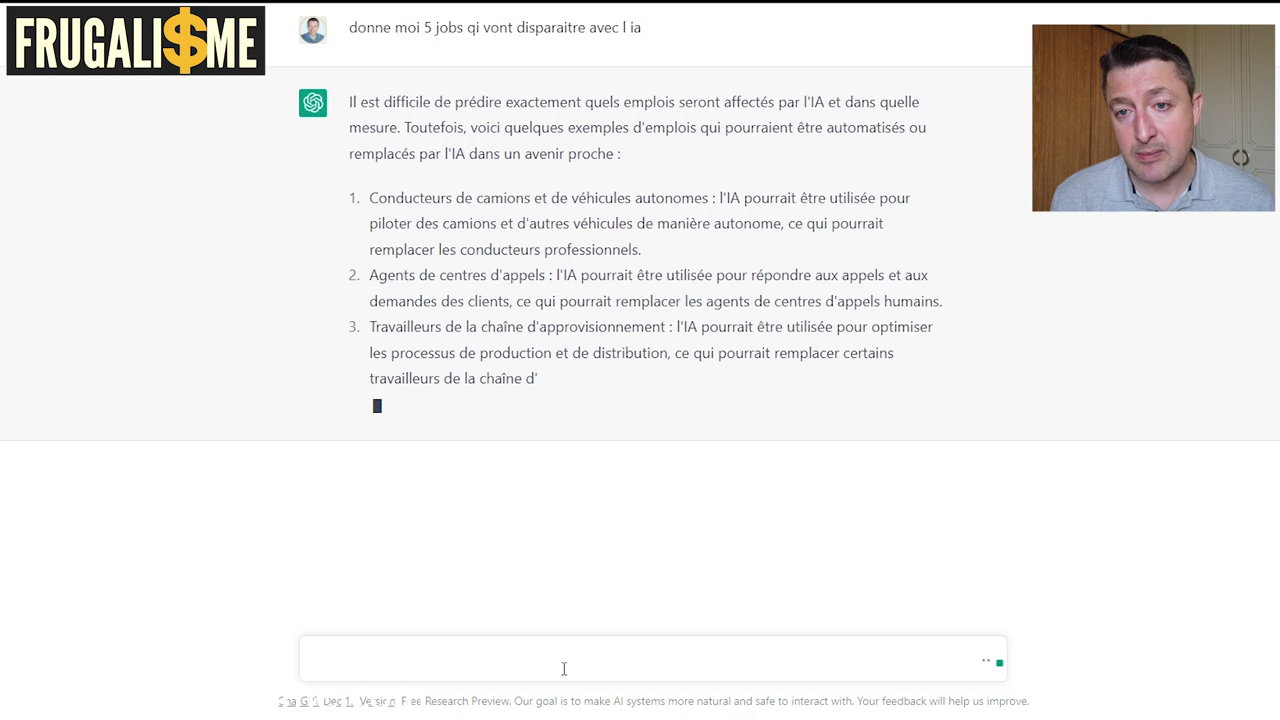 FRUGALI$ME
donne moi 5 jobs qi vont disparaitre avec l ia
Il est difficile de prédire exactement quels emplois seront affectés par l'IA et dans quelle
mesure. Toutefois, voici quelques exemples d'emplois qui pourraient être automatisés ou
remplacés par l'IA dans un avenir proche :
1. Conducteurs de camions et de véhicules autonomes : l'IA pourrait être utilisée pour
piloter des camions et d'autres véhicules de manière autonome, ce qui pourrait
remplacer les conducteurs professionnels.
2. Agents de centres d'appels : l'IA pourrait être utilisée pour répondre aux appels et aux
demandes des clients, ce qui pourrait remplacer les agents de centres d'appels humains.
3. Travailleurs de la chaîne d'approvisionnement : l'IA pourrait être utilisée pour optimiser
les processus de production et de distribution, ce qui pourrait remplacer certains
travailleurs de la chaîne d'
Research Preview. Our goal is to make AI systems more natural and safe to interact with. Your feedback will help us improve.